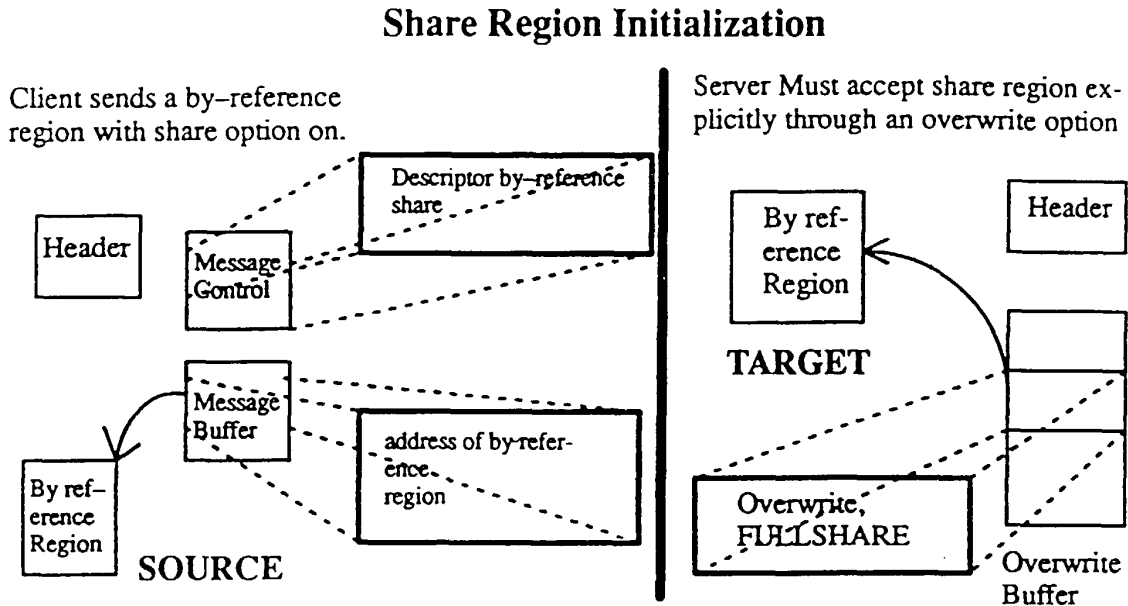 Share Region Initialization
Client sends a by–reference
region with share option on.
Header
Message
Control
Descriptor by–reference
share
Message
Buffer
address of by-refer-
ence
region)
By ref–
erence
Region
SOURCE
Server Must accept share region ex-
plicitly through an overwrite option
By ref-
erence
Region
Header
TARGET
Overwrite,
FULLSHARE
Overwrite
Buffer